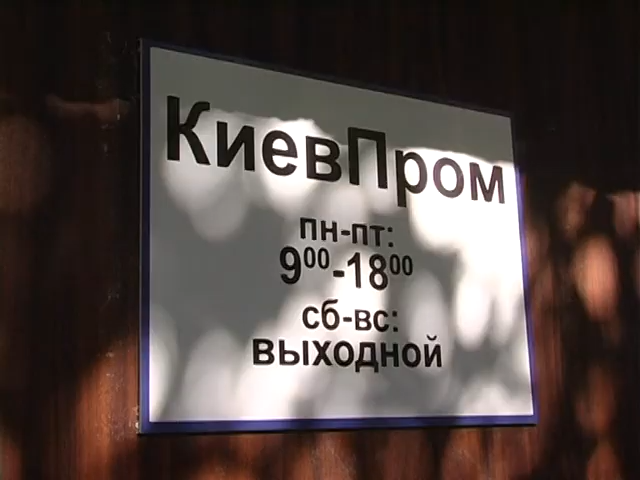 КиевПром
пн-пт:
9⁰⁰-18⁰⁰
сб-вс:
выходной